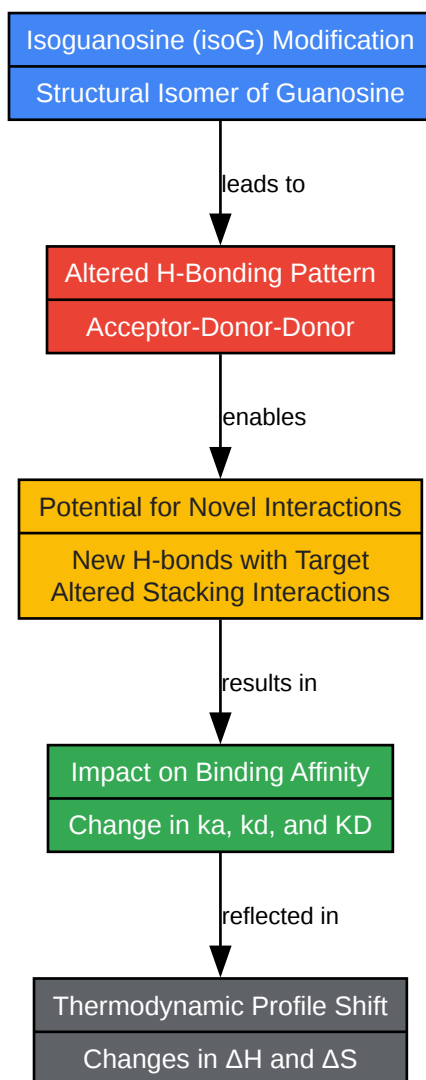 Isoguanosine (isoG) Modification
Structural Isomer of Guanosine
leads to
Altered H-Bonding Pattern
Acceptor-Donor-Donor
enables
Potential for Novel Interactions
New H-bonds with Target
Altered Stacking Interactions
results in
Impact on Binding Affinity
Change in ka, kd, and KD
reflected in
Thermodynamic Profile Shift
Changes in ΔH and ΔS